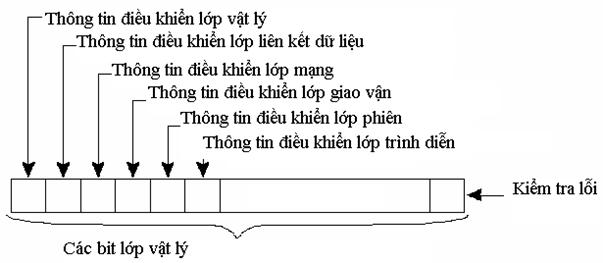 Thông tin điều khiển lớp vật lý
Thông tin điều khiển lớp liên kết dữ liệu
Thông tin điều khiển lớp mạng
Thông tin điều khiển lớp giao vận
Thông tin điều khiển lớp phiên
Thông tin điều khiển lớp trình diễn
Kiểm tra lỗi
Các bit lớp vật lý